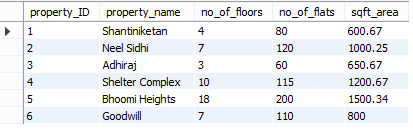 property_ID property_name no_of_floors no_of_flats sqft_area
1 Shantiniketan 4 80 600.67
2 Neel Sidhi 7 120 1000.25
3 Adhiraj 3 60 650.67
4 Shelter Complex 10 115 1200.67
5 Bhoomi Heights 18 200 1500.34
6 Goodwill 7 110 800